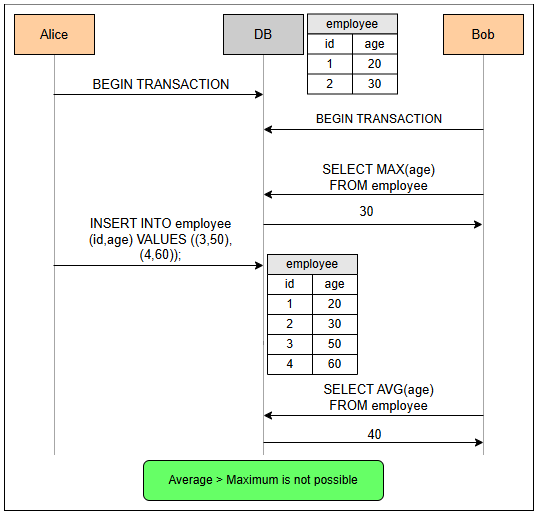 Alice
DB
employee
id age
1 20
2 30
Bob
BEGIN TRANSACTION
BEGIN TRANSACTION
SELECT MAX(age)
FROM employee
30
INSERT INTO employee
(id,age) VALUES ((3,50),
(4,60));
employee
id age
1 20
2 30
3 50
4 60
SELECT AVG(age)
FROM employee
40
Average > Maximum is not possible